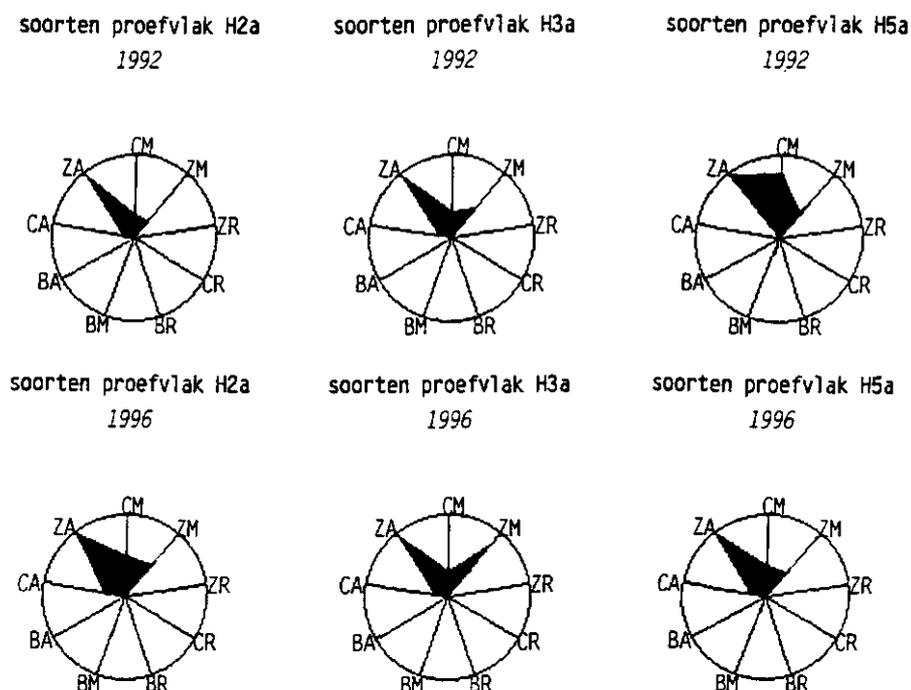 soorten proefvlak H2a
1992
CM
ZA ZM
CA ZR
BA CR
BM BR
soorten proefvlak H3a
1992
CM
ZA ZM
CA ZR
BA CR
BM BR
soorten proefvlak H5a
1992
CM
ZA ZM
CA ZR
BA CR
BM BR
soorten proefvlak H2a
1996
CM
ZA ZM
CA ZR
BA CR
BM BR
soorten proefvlak H3a
1996
CM
ZA ZM
CA ZR
BA CR
BM BR
soorten proefvlak H5a
1996
CM
ZA ZM
CA ZR
BA CR
BM BR